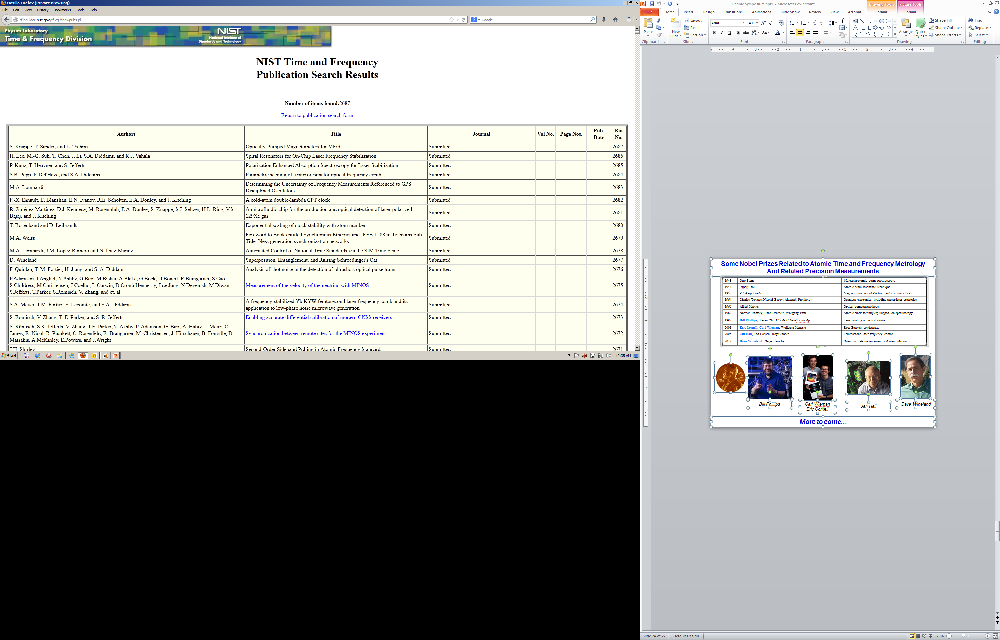 Mozilla Firefox (Private Browsing)
File Edit View History Bookmarks Tools Help
tf.boulder.nist.gov/tf-cgi/showpubs.pl
Google
Physics Laboratory
Time & Frequency Division
NIST
National Institute of
Standards and Technology
NIST Time and Frequency
Publication Search Results
Number of items found:2687
Return to publication search form
Authors Title Journal Vol No. Page Nos. Pub. Date Bin No.
S. Knappe, T. Sander, and L. Trahms Optically-Pumped Magnetometers for MEG Submitted 2687
H. Lee, M.-G. Suh, T. Chen, J. Li, S.A. Diddams, and K.J. Vahala Spiral Resonators for On-Chip Laser Frequency Stabilization Submitted 2686
P. Kunz, T. Heavner, and S. Jefferts Polarization Enhanced Absorption Spectroscopy for Laser Stabilization Submitted 2685
S.B. Papp, P. Del'Haye, and S.A. Diddams Parametric seeding of a microresonator optical frequency comb Submitted 2684
M.A. Lombardi Determining the Uncertainty of Frequency Measurements Referenced to GPS
Disciplined Oscillators Submitted 2683
F.-X. Esnault, E. Blanshan, E.N. Ivanov, R.E. Scholten, E.A. Donley, and J. Kitching A cold-atom double-lambda CPT clock Submitted 2682
R. Jiménez-Martínez, D.J. Kennedy, M. Rosenbluh, E.A. Donley, S. Knappe, S.J. Seltzer, H.L. Ring, V.S.
Bajaj, and J. Kitching A microfluidic chip for the production and optical detection of laser-polarized
129Xe gas Submitted 2681
T. Rosenband and D. Leibrandt Exponential scaling of clock stability with atom number Submitted 2680
M.A. Weiss Foreword to Book entitled Synchronous Ethernet and IEEE-1588 in Telecoms Sub
Title: Next generation synchronization networks Submitted 2679
M.A. Lombardi, J.M. Lopez-Romero and N. Diaz-Munoz Automated Control of National Time Standards via the SIM Time Scale Submitted 2678
D. Wineland Superposition, Entanglement, and Raising Schroedinger's Cat Submitted 2677
F. Quinlan, T. M. Fortier, H. Jiang, and S. A. Diddams Analysis of shot noise in the detection of ultrashort optical pulse trains Submitted 2676
P.Adamson, I.Anghel, N.Ashby, G.Barr, M.Bishai, A.Blake, G.Bock, D.Bogert, R.Bumgarner, S.Cao,
S.Childress, M.Christensen, J.Coelho, L.Corwin, D.CroninHennessy, J.de Jong, N.Devenish, M.Diwan,
S.Jefferts, T.Parker, S.Römisch, V. Zhang, and et. al. Measurement of the velocity of the neutrino with MINOS Submitted 2675
S.A. Meyer, T.M. Fortier, S. Lecomte, and S.A. Diddams A frequency-stabilized Yb:KYW femtosecond laser frequency comb and its
application to low-phase noise microwave generation Submitted 2674
S. Römisch, V. Zhang, T. E. Parker, and S. R. Jefferts Enabling accurate differential calibration of modern GNSS receivers Submitted 2673
S. Römisch, S.R. Jefferts, V. Zhang, T.E. Parker,N. Ashby, P. Adamson, G. Barr, A. Habig, J. Meier, C.
James, R. Nicol, R. Plunkett, C. Rosenfeld, R. Bumgarner, M. Christensen, J. Hirschauer, B. Fonville, D.
Matsakis, A.McKinley, E.Powers, and J.Wright Synchronization between remote sites for the MINOS experiment Submitted 2672
J.H. Shirley Second-Order Sideband Pulling in Atomic Frequency Standards Submitted 2671
Start 10:35 AM
Gebbie.Symposium.pptx - Microsoft PowerPoint Drawing Tools Picture Tools
File Home Insert Design Transitions Animations Slide Show Review View Acrobat Format Format
Paste New Slide Layout Reset Section Arial 14+ Arrange Quick Styles Shape Fill Shape Outline Shape Effects Find Replace Select
Clipboard Slides Font Paragraph Drawing Editing
Some Nobel Prizes Related to Atomic Time and Frequency Metrology
And Related Precision Measurements
1943 Otto Stern Molecular/atomic beam spectroscopy.
1944 Isidor Rabi Atomic beam resonance technique.
1955 Polykarp Kusch Magnetic moment of electron; early atomic clocks.
1964 Charles Townes, Nicolai Basov, Alexandr Prokhorov Quantum electronics, including maser/laser principles.
1966 Alfred Kastler Optical pumping methods.
1989 Norman Ramsey, Hans Dehmelt, Wolfgang Paul Atomic clock techniques; trapped ion spectroscopy.
1997 Bill Phillips, Steven Chu, Claude Cohen-Tannoudji Laser cooling of neutral atoms.
2001 Eric Cornell, Carl Wieman, Wolfgang Ketterle Bose-Einstein condensate.
2005 Jan Hall, Ted Hansch, Roy Glauber Femtosecond laser frequency combs.
2012 Dave Wineland, Serge Haroche Quantum state measurement and manipulation.
Bill Phillips
Carl Wieman
Eric Cornell
Jan Hall
Dave Wineland
More to come…
Slide 24 of 27 "Default Design" 70%